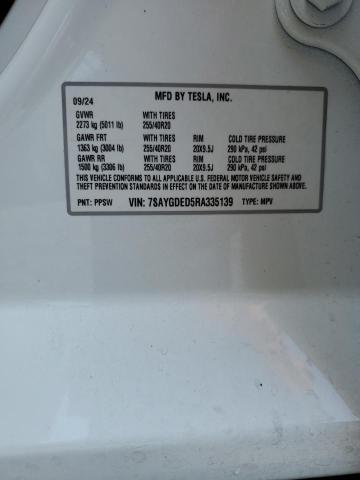 09/24 MFD BY TESLA, INC.
GVWR WITH TIRES
2273 kg (5011 lb) 255/40R20
GAWR FRT WITH TIRES RIM COLD TIRE PRESSURE
1363 kg (3004 lb) 255/40R20 20X9.5J 290 kPa, 42 psi
GAWR RR WITH TIRES RIM COLD TIRE PRESSURE
1500 kg (3306 lb) 255/40R20 20X9.5J 290 kPa, 42 psi
THIS VEHICLE CONFORMS TO ALL APPLICABLE U.S. FEDERAL MOTOR VEHICLE SAFETY AND
THEFT PREVENTION STANDARDS IN EFFECT ON THE DATE OF MANUFACTURE SHOWN ABOVE.
PNT: PPSW VIN: 7SAYGDED5RA335139 TYPE: MPV